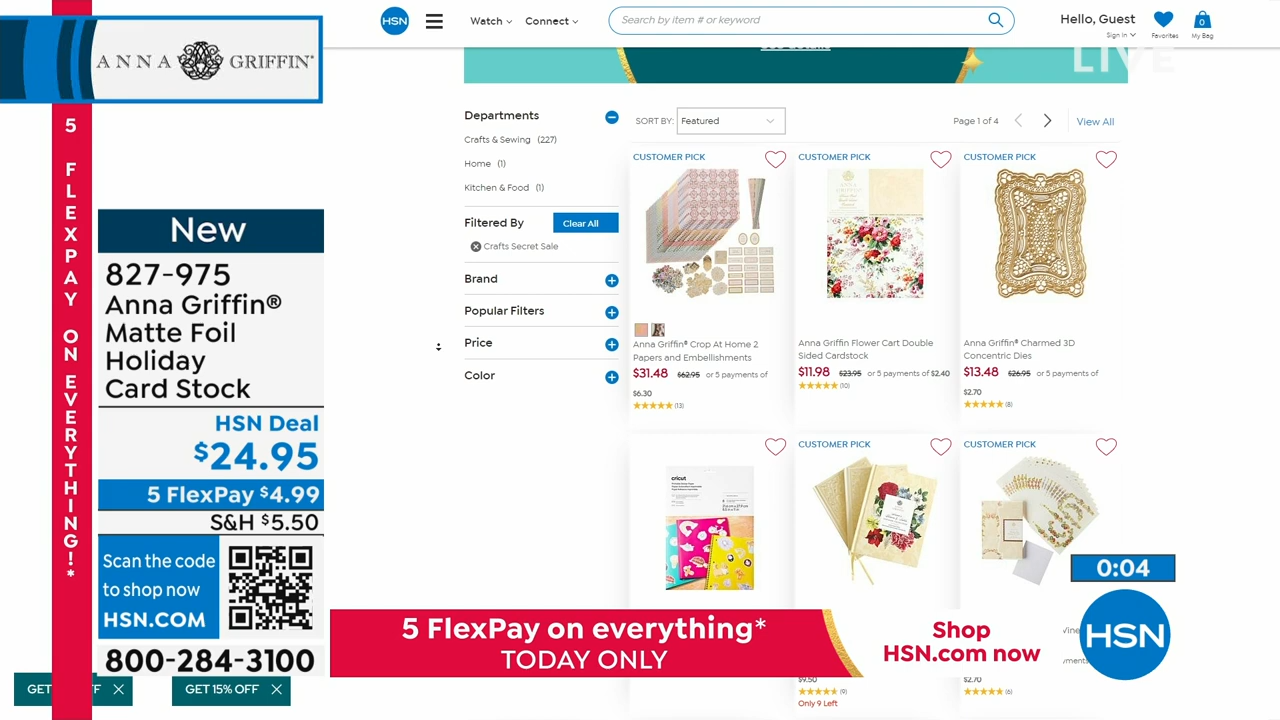 ANNA GRIFFIN®
5 FLEXPAY ON EVERYTHING!*
New
827-975
Anna Griffin®
Matte Foil
Holiday
Card Stock
HSN Deal
$24.95
5 FlexPay $4.99
S&H $5.50
Scan the code
to shop now
HSN.COM
800-284-3100
GET
FF ×
GET 15% OFF ×
HSN
Watch
Connect
Search by item # or keyword
Hello, Guest
Sign In
Favorites
0
My Bag
LIVE
Departments
Crafts & Sewing (227)
Home (1)
Kitchen & Food (1)
Filtered By
Clear All
Crafts Secret Sale
Brand
Popular Filters
Price
Color
SORT BY: Featured
Page 1 of 4
View All
CUSTOMER PICK
Anna Griffin® Crop At Home 2
Papers and Embellishments
$31.48 $62.95 or 5 payments of
$6.30
(13)
CUSTOMER PICK
ANNA
GRIFFIN
Anna Griffin Flower Cart Double
Sided Cardstock
$11.98 $23.95 or 5 payments of $2.40
(10)
CUSTOMER PICK
Anna Griffin® Charmed 3D
Concentric Dies
$13.48 $26.95 or 5 payments of
$2.70
(8)
cricut
CUSTOMER PICK
$9.50
(9)
Only 9 Left
CUSTOMER PICK
$2.70
(6)
0:04
5 FlexPay on everything*
TODAY ONLY
Shop
HSN.com now
HSN